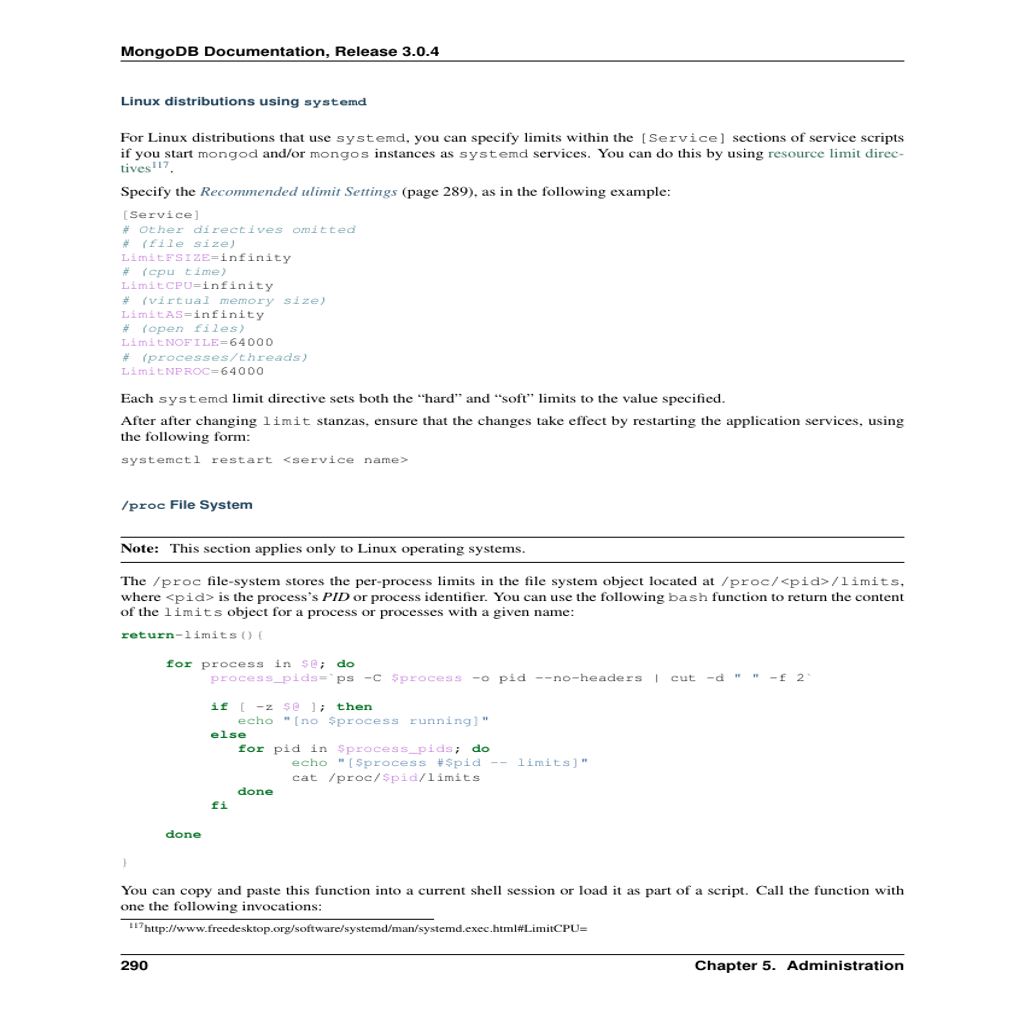 MongoDB Documentation, Release 3.0.4
Linux distributions using systemd
For Linux distributions that use systemd, you can specify limits within the [Service] sections of service scripts
if you start mongod and/or mongos instances as systemd services. You can do this by using resource limit direc-
tives117.
Specify the Recommended ulimit Settings (page 289), as in the following example:
[Service]
# Other directives omitted
# (file size)
LimitFSIZE=infinity
# (cpu time)
LimitCPU=infinity
# (virtual memory size)
LimitAS=infinity
# (open files)
LimitNOFILE=64000
# (processes/threads)
LimitNPROC=64000
Each systemd limit directive sets both the “hard” and “soft” limits to the value specified.
After after changing limit stanzas, ensure that the changes take effect by restarting the application services, using
the following form:
systemctl restart <service name>
/proc File System
Note: This section applies only to Linux operating systems.
The /proc file-system stores the per-process limits in the file system object located at /proc/<pid>/limits,
where <pid> is the process’s PID or process identifier. You can use the following bash function to return the content
of the limits object for a process or processes with a given name:
return-limits(){
for process in $@; do
process_pids=`ps -C $process -o pid --no-headers | cut -d " " -f 2`
if [ -z $@ ]; then
echo "[no $process running]"
else
for pid in $process_pids; do
echo "[$process #$pid -- limits]"
cat /proc/$pid/limits
done
fi
done
}
You can copy and paste this function into a current shell session or load it as part of a script. Call the function with
one the following invocations:
117http://www.freedesktop.org/software/systemd/man/systemd.exec.html#LimitCPU=
290 Chapter 5. Administration